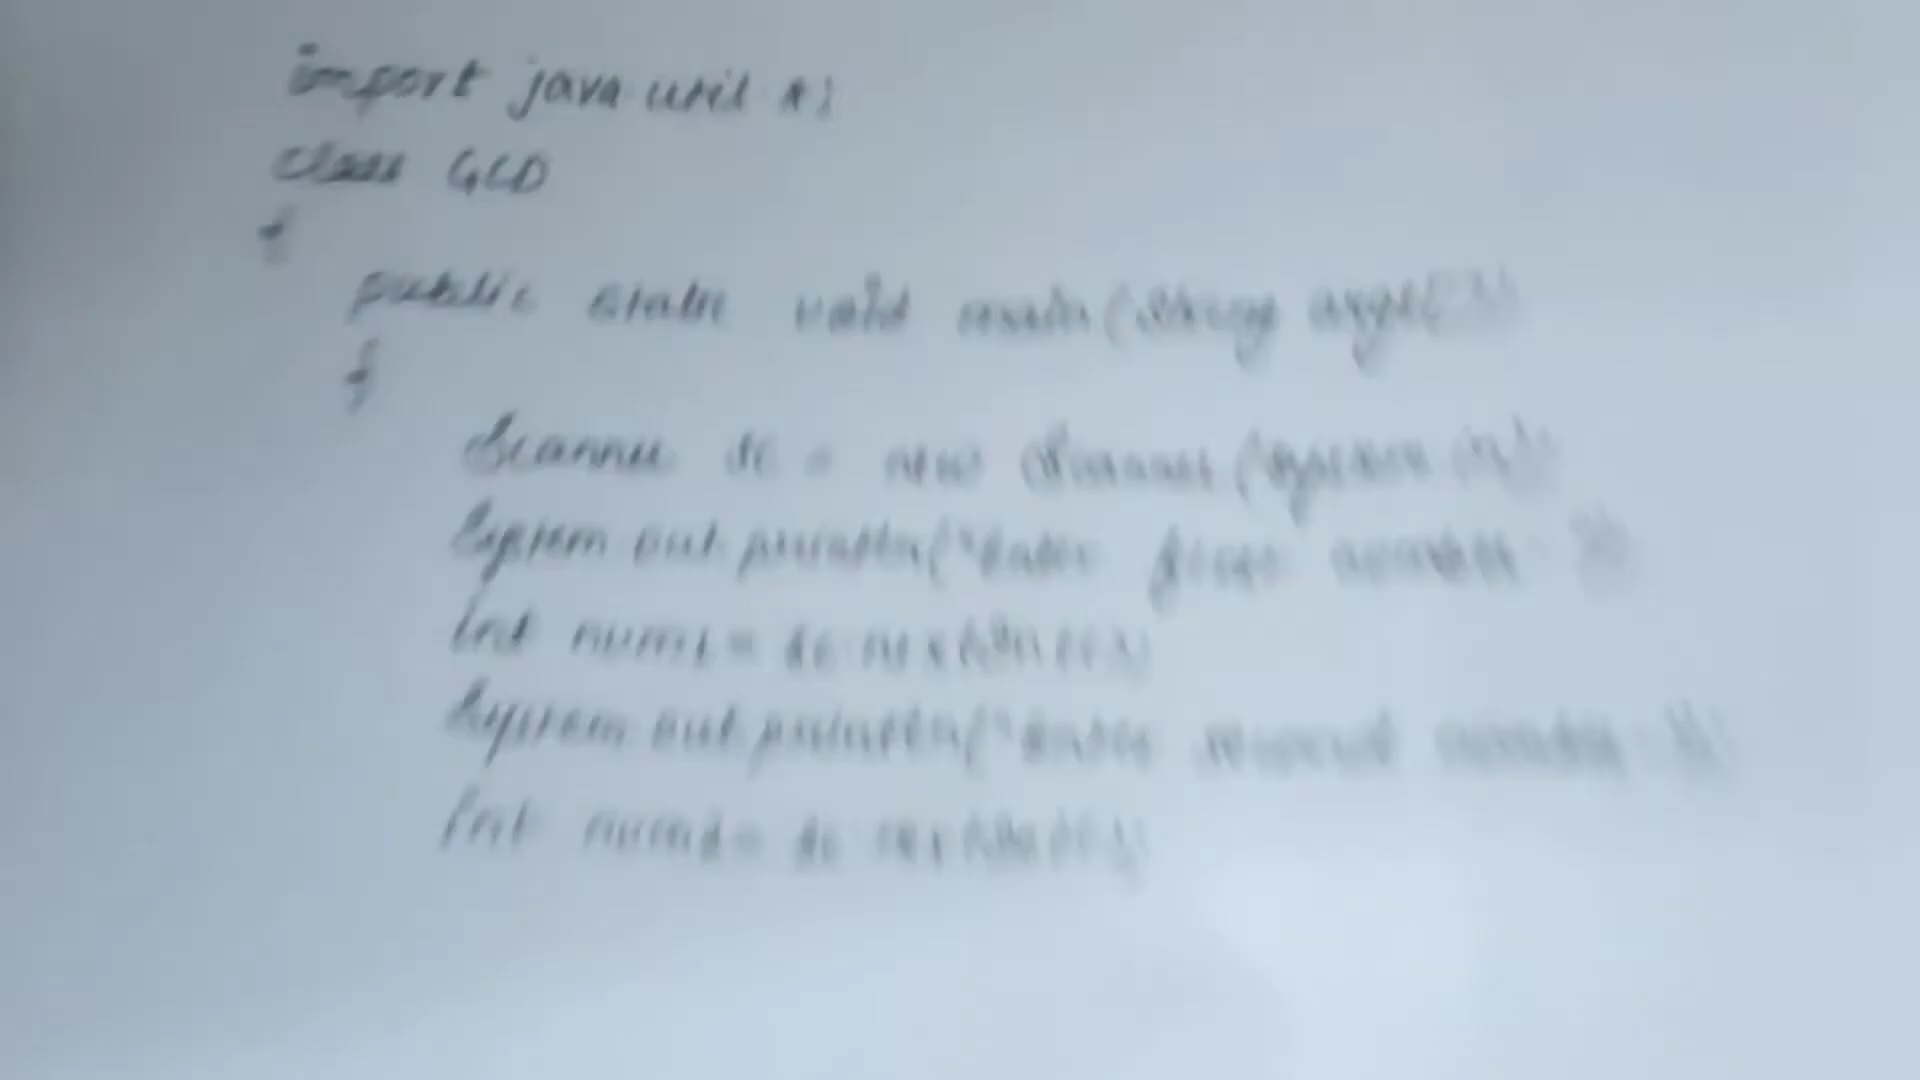 import java.util.*;
class GCD
{
public static void main(String args[])
{
Scanner sc = new Scanner(System.in);
System.out.println("Enter first number: ");
int num1 = sc.nextInt();
System.out.println("Enter second number: ");
int num2 = sc.nextInt();